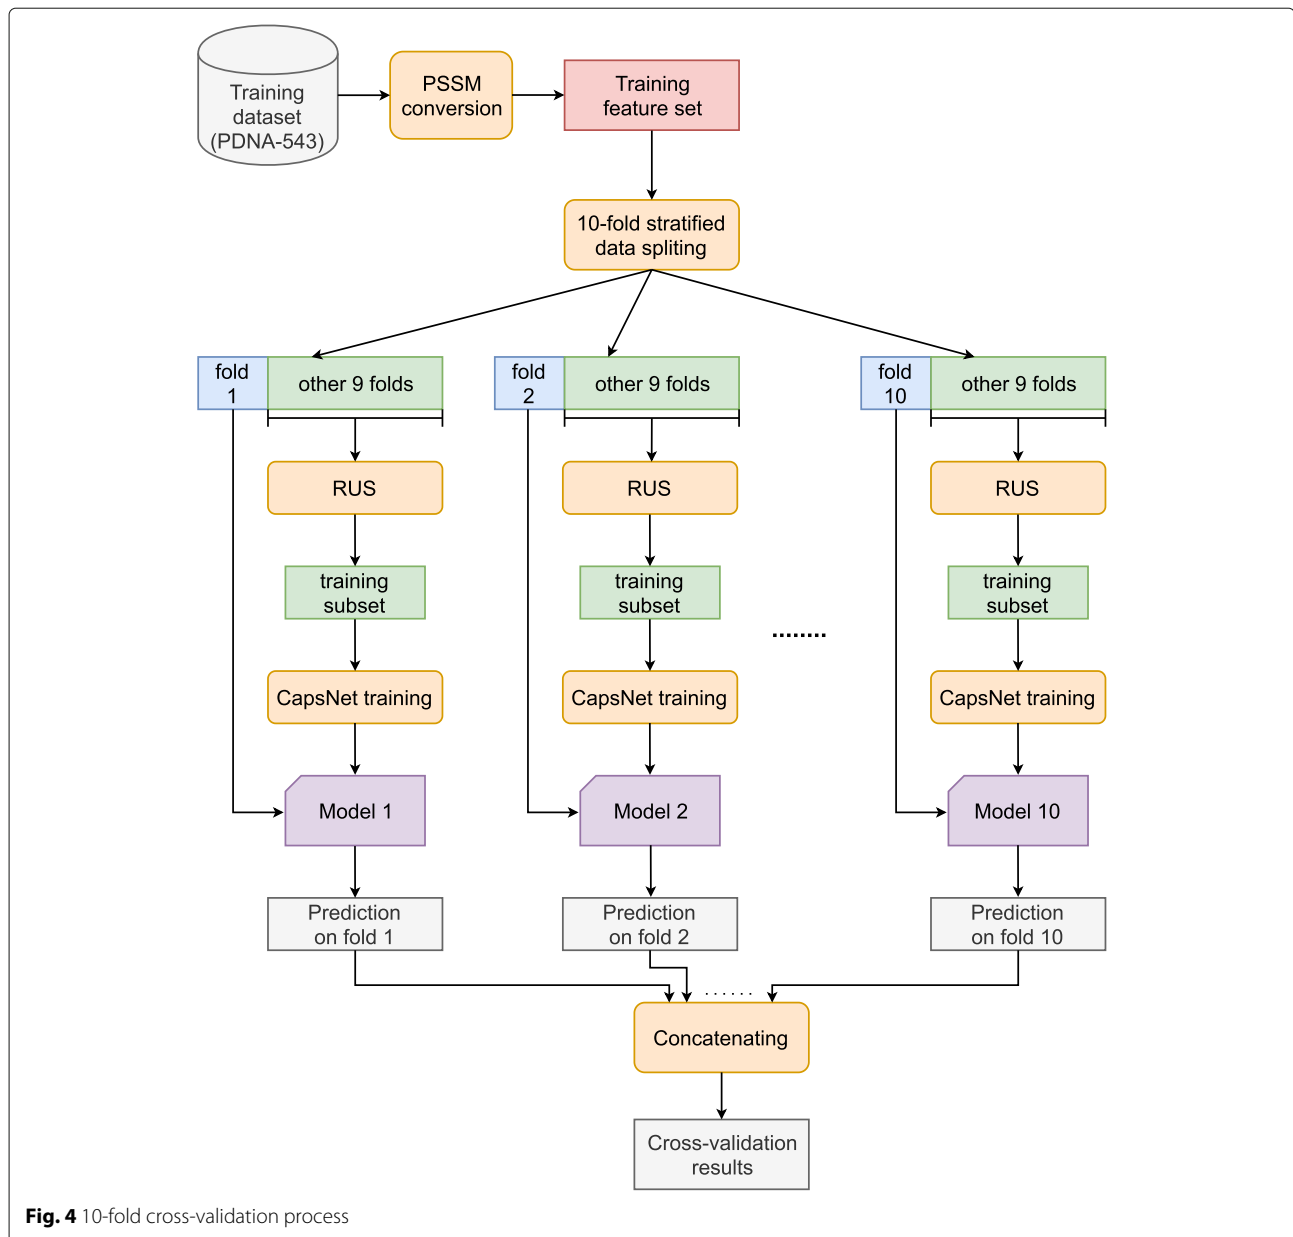 Training
dataset
(PDNA-543)
PSSM
conversion
Training
feature set
10-fold stratified
data spliting
fold
1
other 9 folds
fold
2
other 9 folds
fold
10
other 9 folds
RUS
RUS
RUS
training
subset
training
subset
training
subset
........
CapsNet training
CapsNet training
CapsNet training
Model 1
Model 2
Model 10
Prediction
on fold 1
Prediction
on fold 2
Prediction
on fold 10
......
Concatenating
Cross-validation
results
Fig. 4 10-fold cross-validation process